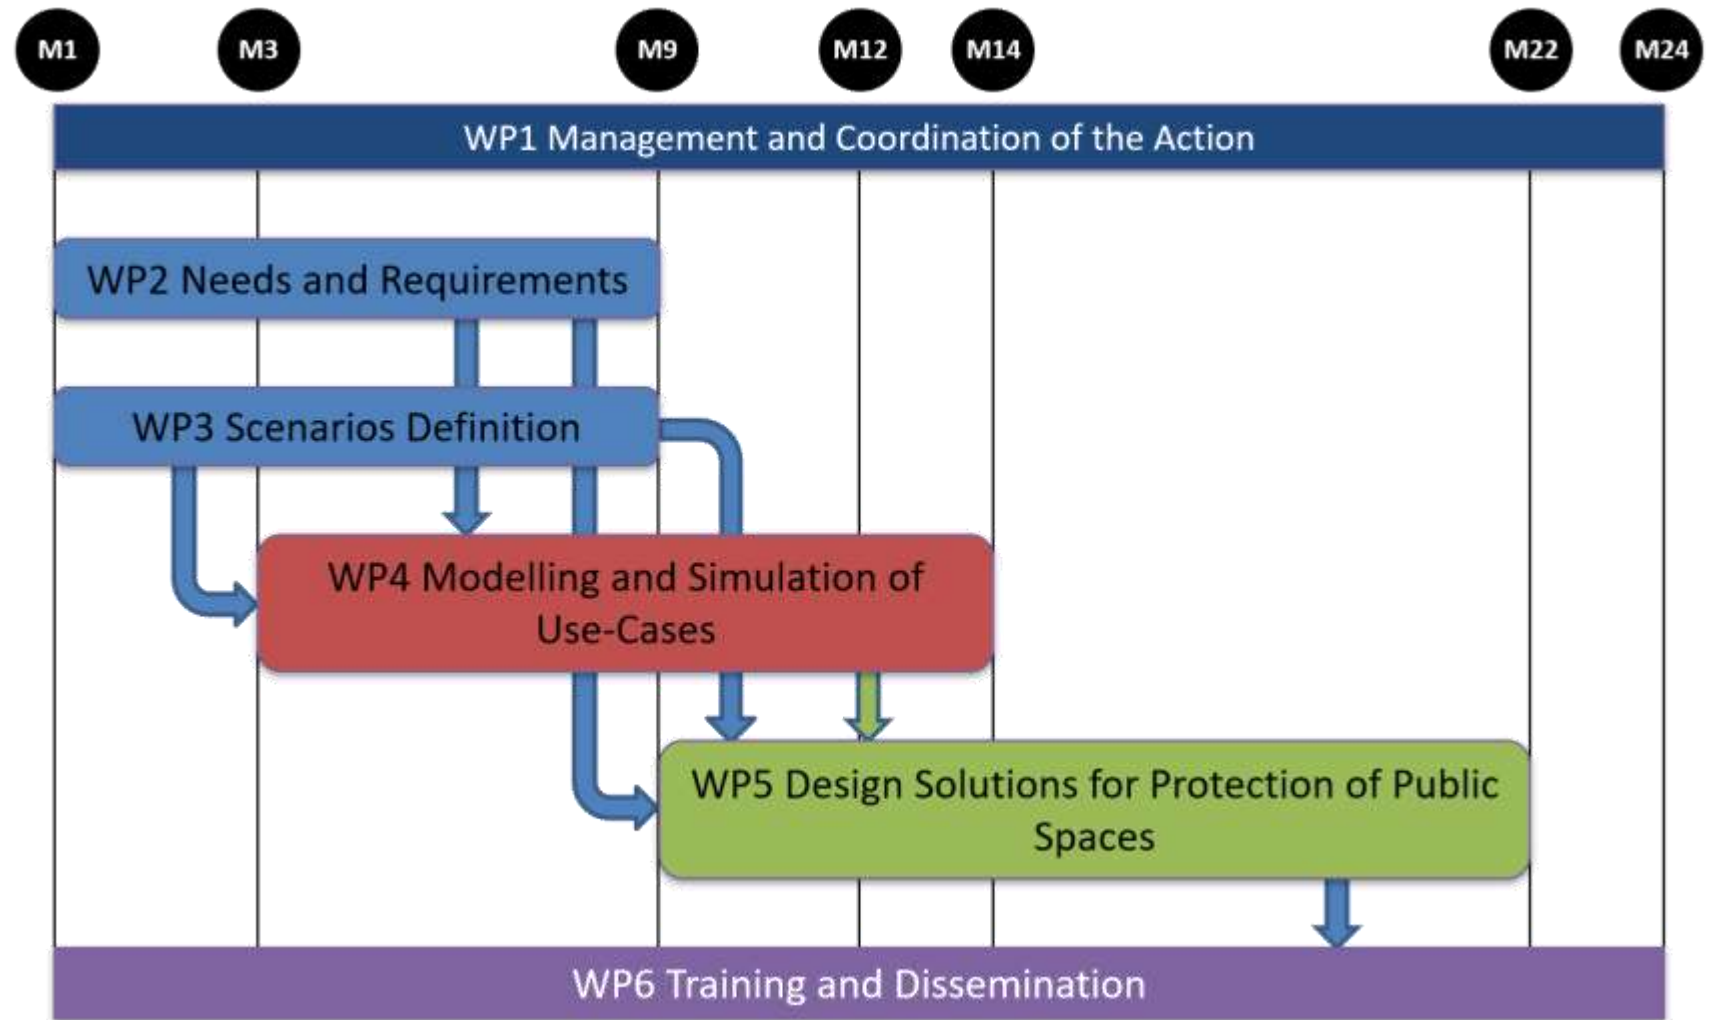 M1 M3 M9 M12 M14 M22 M24
WP1 Management and Coordination of the Action
WP2 Needs and Requirements
WP3 Scenarios Definition
WP4 Modelling and Simulation of
Use-Cases
WP5 Design Solutions for Protection of Public
Spaces
WP6 Training and Dissemination